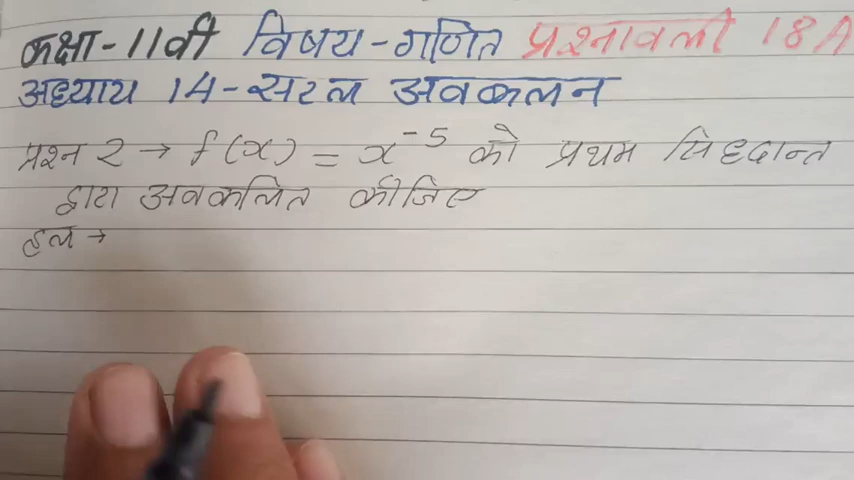 कक्षा-11वी विषय-गणित प्रश्नावली 18A
अध्याय 14-सरल अवकलन
प्रश्न 2 → f(x) = x⁻⁵ को प्रथम सिध्दान्त
द्वारा अवकलित कीजिए
हल →